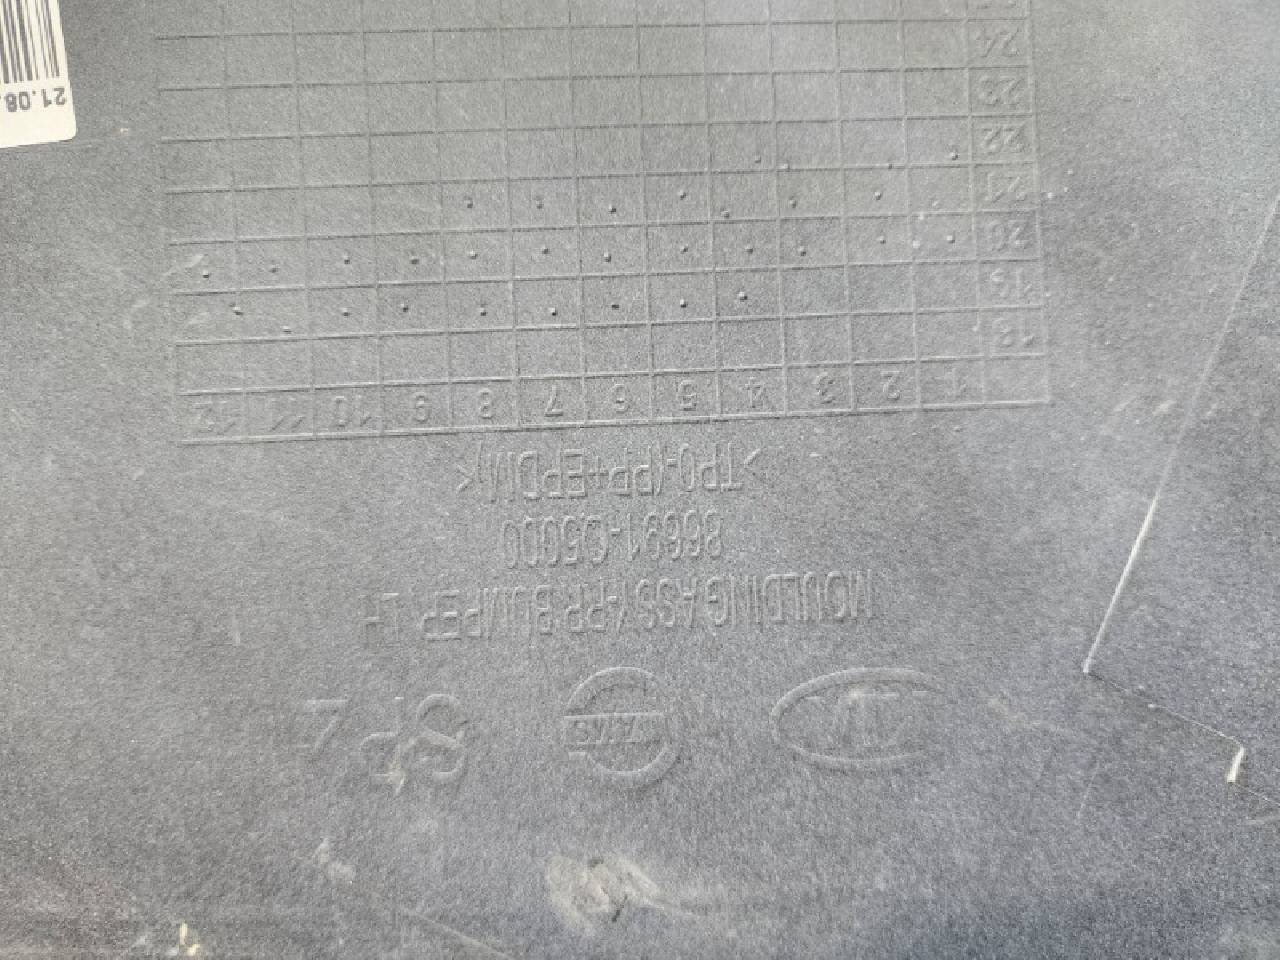 KIA
MOULDING ASSY-RR BUMPER LH
86691-C5000
>TPO-(PP+EPDM)<
1 2 3 4 5 6 7 8 9 10 11 12
18
19
20
21
22
23
24
21.08.